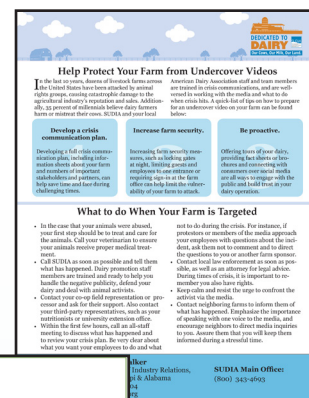 DEDICATED TO
DAIRY
Our Cows, Our Milk, Our Land.
Help Protect Your Farm from Undercover Videos
In the last 10 years, dozens of livestock farms across
the United States have been attacked by animal
rights groups, causing catastrophic damage to the
agricultural industry's reputation and sales. Addition-
ally, 35 percent of millennials believe dairy farmers
harm or mistreat their cows. SUDIA and your local
American Dairy Association staff and team members
are trained in crisis communications, and are well-
versed in working with the media and what to do
when crisis hits. A quick-list of tips on how to prepare
for an undercover video on your farm can be found
below:
Develop a crisis
communication plan.
Developing a full crisis commu-
nication plan, including infor-
mation sheets about your farm
and numbers of important
stakeholders and partners, can
help save time and face during
challenging times.
Increase farm security.
Increasing farm security mea-
sures, such as locking gates
at night, limiting guests and
employees to one entrance or
requiring sign-in at the farm
office can help limit the vulner-
ability of your farm to attack.
Be proactive.
Offering tours of your dairy,
providing fact sheets or bro-
chures and connecting with
consumers over social media
are all ways to engage with the
public and build trust in your
dairy operation.
What to do When Your Farm is Targeted
• In the case that your animals were abused,
your first step should be to treat and care for
the animals. Call your veterinarian to ensure
your animals receive proper medical treat-
ment.
• Call SUDIA as soon as possible and tell them
what has happened. Dairy promotion staff
members are trained and ready to help you
handle the negative publicity, defend your
dairy and deal with animal activists.
• Contact your co-op field representation or pro-
cessor and ask for their support. Also contact
your third-party representatives, such as your
nutritionists or university extension office.
• Within the first few hours, call an all-staff
meeting to discuss what has happened and
to review your crisis plan. Be very clear about
what you want your employees to do and what
not to do during the crisis. For instance, if
protestors or members of the media approach
your employees with questions about the inci-
dent, ask them not to comment and to direct
the questions to you or another farm sponsor.
• Contact local law enforcement as soon as pos-
sible, as well as an attorney for legal advice.
During times of crisis, it is important to re-
member you also have rights.
• Keep calm and resist the urge to confront the
activist via the media.
• Contact neighboring farms to inform them of
what has happened. Emphasize the importance
of speaking with one voice to the media, and
encourage neighbors to direct media inquiries
to you. Assure them that you will keep them
informed during a stressful time.
alker
Industry Relations,
pi & Alabama
04
org
SUDIA Main Office:
(800) 343-4693